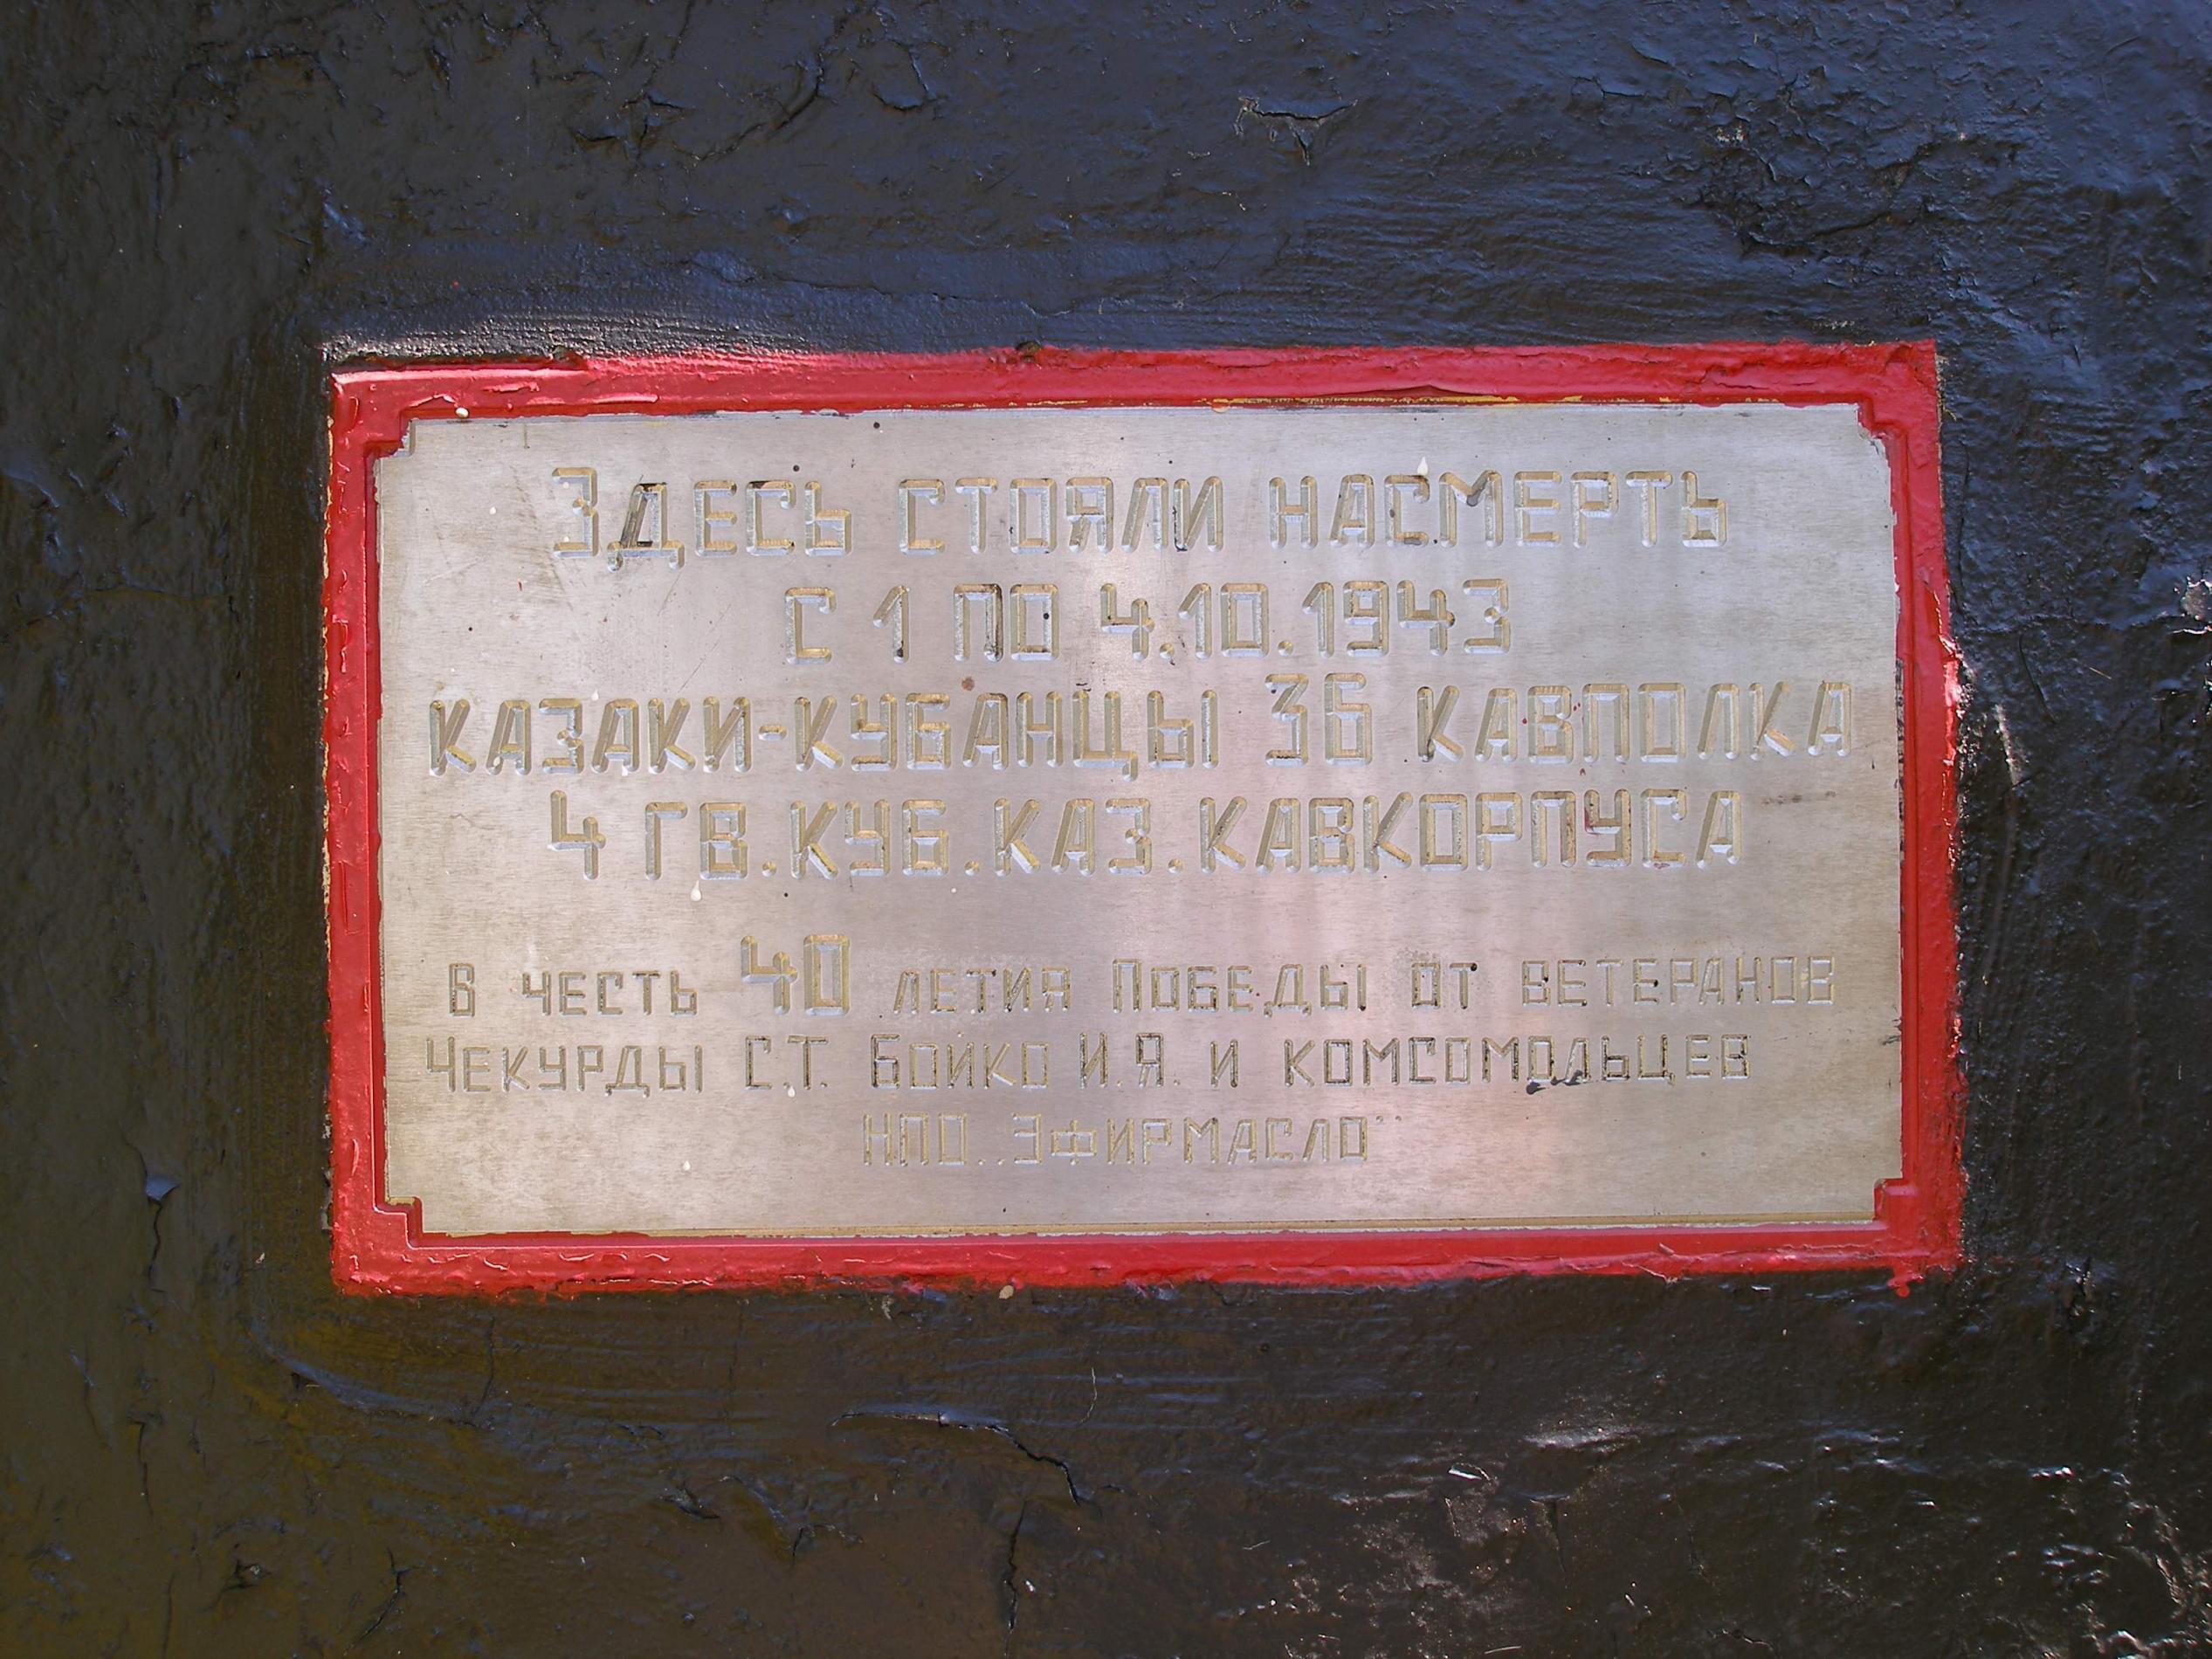 Здесь стояли насмерть
с 1 по 4.10.1943
казаки-кубанцы 36 кавполка
4 гв.куб.каз.кавкорпуса
В честь 40 летия Победы от ветеранов
Чекурды С.Т. Бойко И.Я. и комсомольцев
НПО „Эфирмасло"